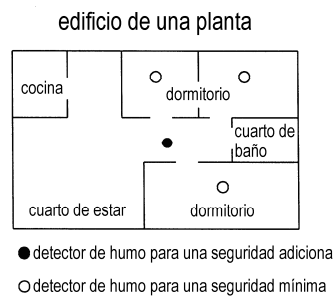 edificio de una planta
cocina
dormitorio
cuarto de
baño
cuarto de estar
dormitorio
detector de humo para una seguridad adiciona
detector de humo para una seguridad mínima